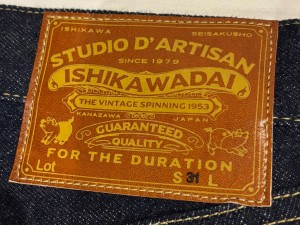 ISHIKAWA SEISAKUSHO
STUDIO D'ARTISAN
SINCE 1979
ISHIKAWADAI
THE VINTAGE SPINNING 1953
KANAZAWA JAPAN
GUARANTEED
QUALITY
FOR THE DURATION
Lot S 31 L